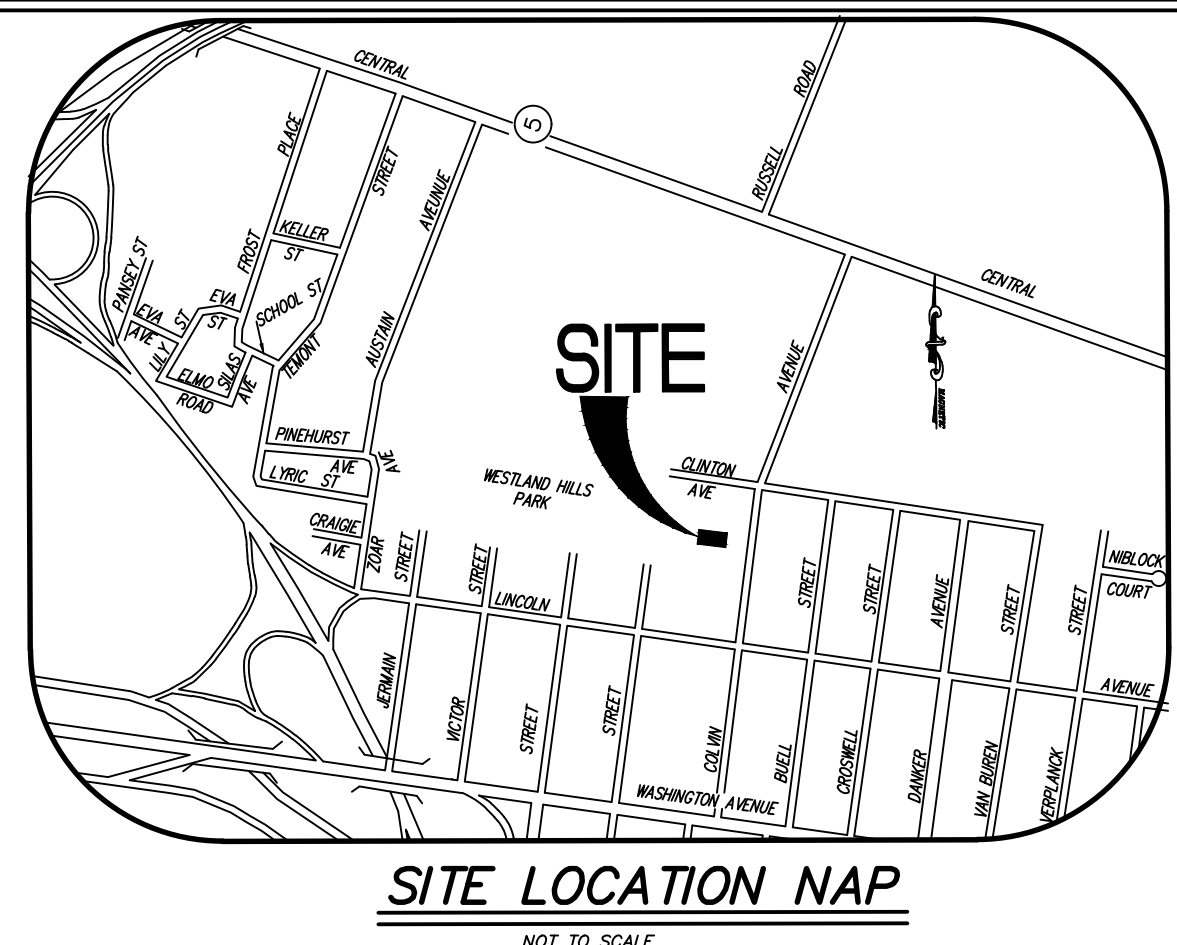 CENTRAL
5
ROAD
RUSSELL
PLACE
STREET
AVEUNUE
KELLER
ST
FROST
PANSEY ST
EVA
ST
SCHOOL ST
EVA
AVE
ST
LILY
SILAS
AVE
ELMO
ROAD
TEMONT
AUSTAIN
CENTRAL
SITE
AVENUE
MAGNETIC
PINEHURST
AVE
AVE
LYRIC ST
WESTLAND HILLS
PARK
CLINTON
AVE
CRAIGIE
AVE
ZOAR
STREET
STREET
LINCOLN
STREET
STREET
AVENUE
STREET
STREET
NIBLOCK
COURT
AVENUE
JERMAIN
VICTOR
STREET
STREET
COLVIN
BUELL
CROSWELL
DANKER
VAN BUREN
VERPLANCK
WASHINGTON AVENUE
SITE LOCATION NAP
NOT TO SCALE